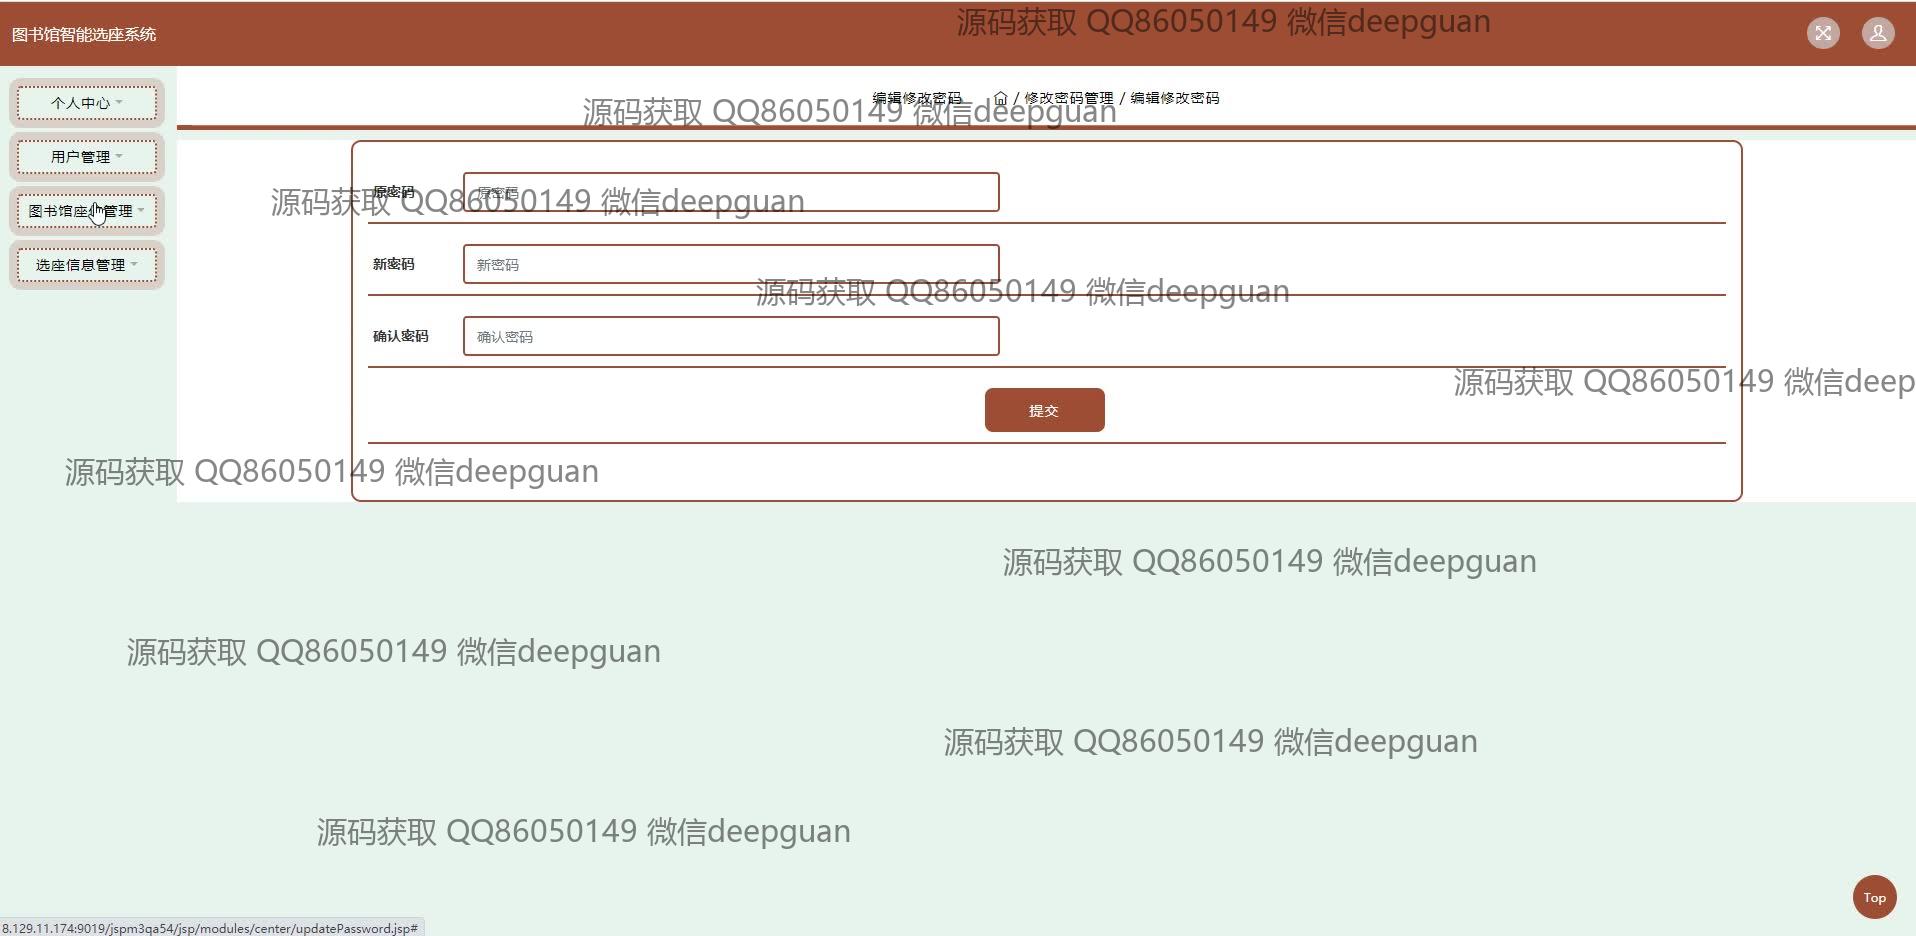 源码获取 QQ86050149 微信deepguan
图书馆智能选座系统
个人中心
编辑修改密码 / 修改密码管理 / 编辑修改密码
源码获取 QQ86050149 微信deepguan
用户管理
原密码 原密码
源码获取 QQ86050149 微信deepguan
图书馆座位管理
选座信息管理
新密码 新密码
源码获取 QQ86050149 微信deepguan
确认密码 确认密码
源码获取 QQ86050149 微信deep
提交
源码获取 QQ86050149 微信deepguan
源码获取 QQ86050149 微信deepguan
源码获取 QQ86050149 微信deepguan
源码获取 QQ86050149 微信deepguan
源码获取 QQ86050149 微信deepguan
Top
8.129.11.174:9019/jspm3qa54/jsp/modules/center/updatePassword.jsp#